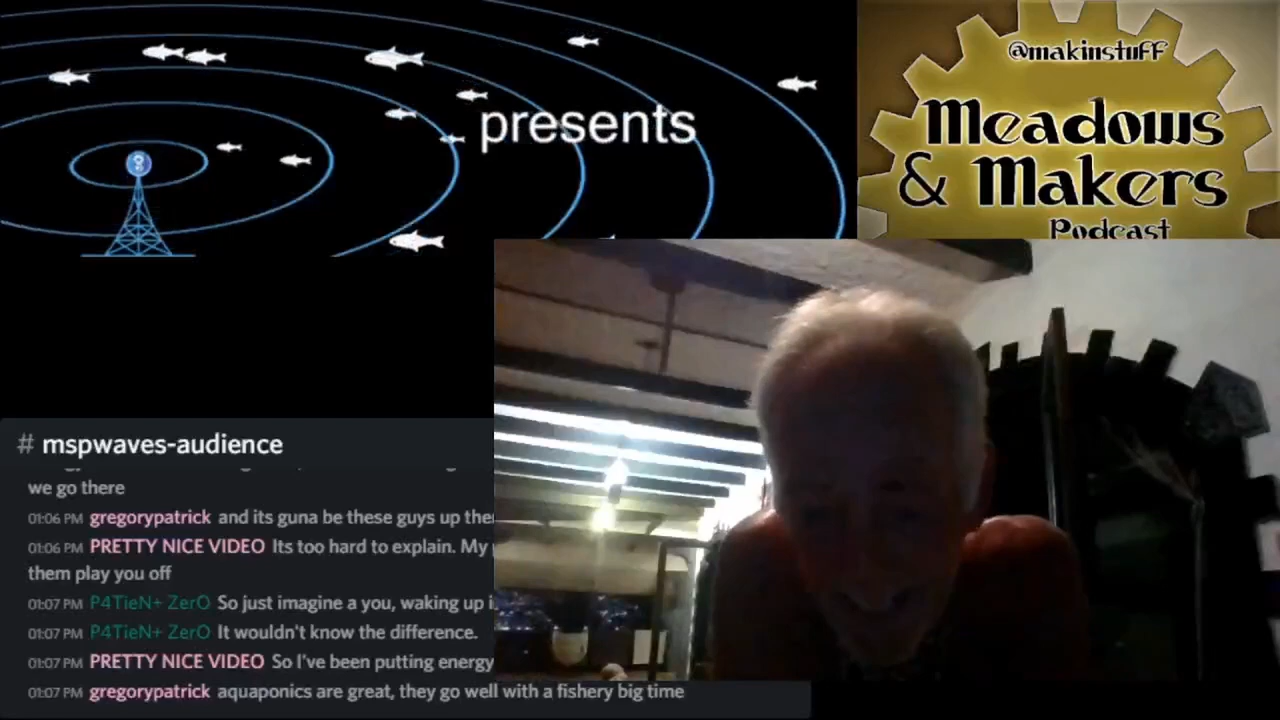 presents
@makinstuff
Meadows
& Makers
Podcast
# mspwaves-audience
we go there
01:06 PM gregorypatrick and its guna be these guys up
01:06 PM PRETTY NICE VIDEO Its too hard to explain. My
them play you off
01:07 PM P4TieN+ ZerO So just imagine a you, waking up
01:07 PM P4TieN+ ZerO It wouldn't know the difference.
01:07 PM PRETTY NICE VIDEO So I've been putting energy
01:07 PM gregorypatrick aquaponics are great, they go well with a fishery big time